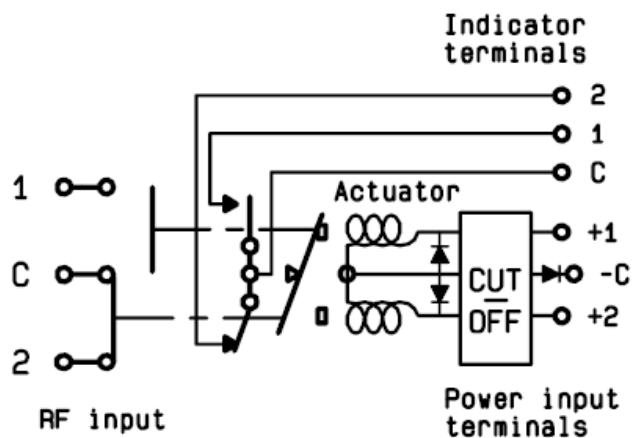 Indicator
terminals
2
1
C
1
C
2
RF input
Actuator
CUT
OFF
+1
-C
+2
Power input
terminals